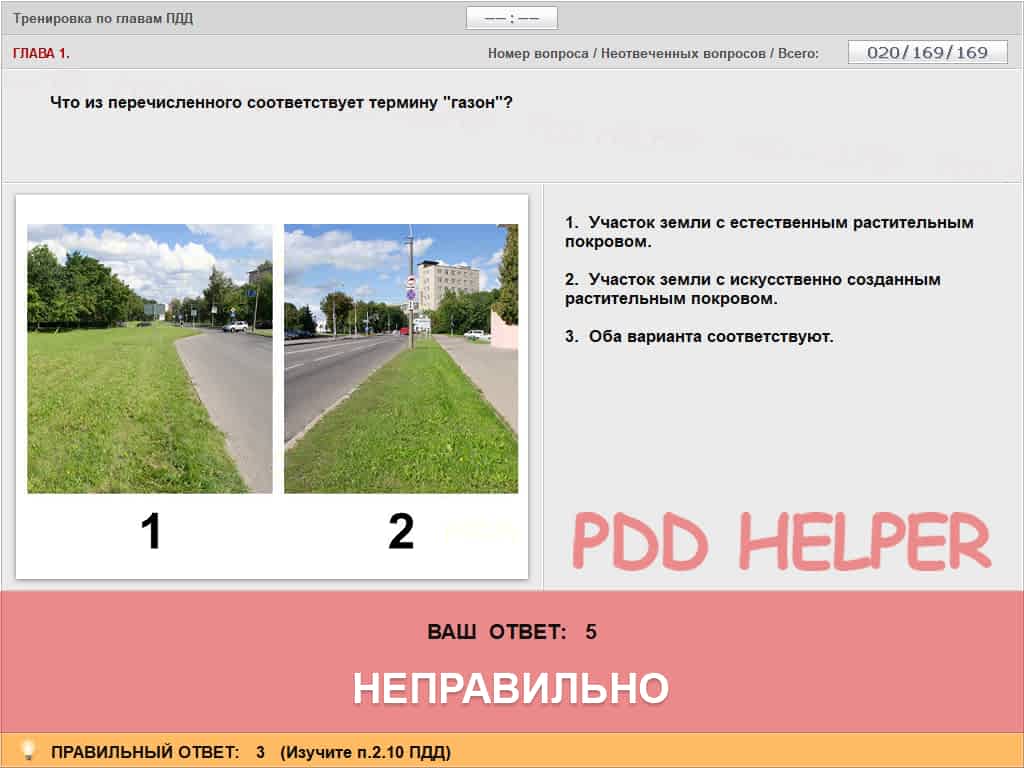 Тренировка по главам ПДД
–– : ––
ГЛАВА 1.
Номер вопроса / Неотвеченных вопросов / Всего:
020/169/169
Что из перечисленного соответствует термину "газон"?
1. Участок земли с естественным растительным
покровом.
2. Участок земли с искусственно созданным
растительным покровом.
3. Оба варианта соответствуют.
1
2
PDD HELPER
ВАШ ОТВЕТ: 5
НЕПРАВИЛЬНО
ПРАВИЛЬНЫЙ ОТВЕТ: 3 (Изучите п.2.10 ПДД)